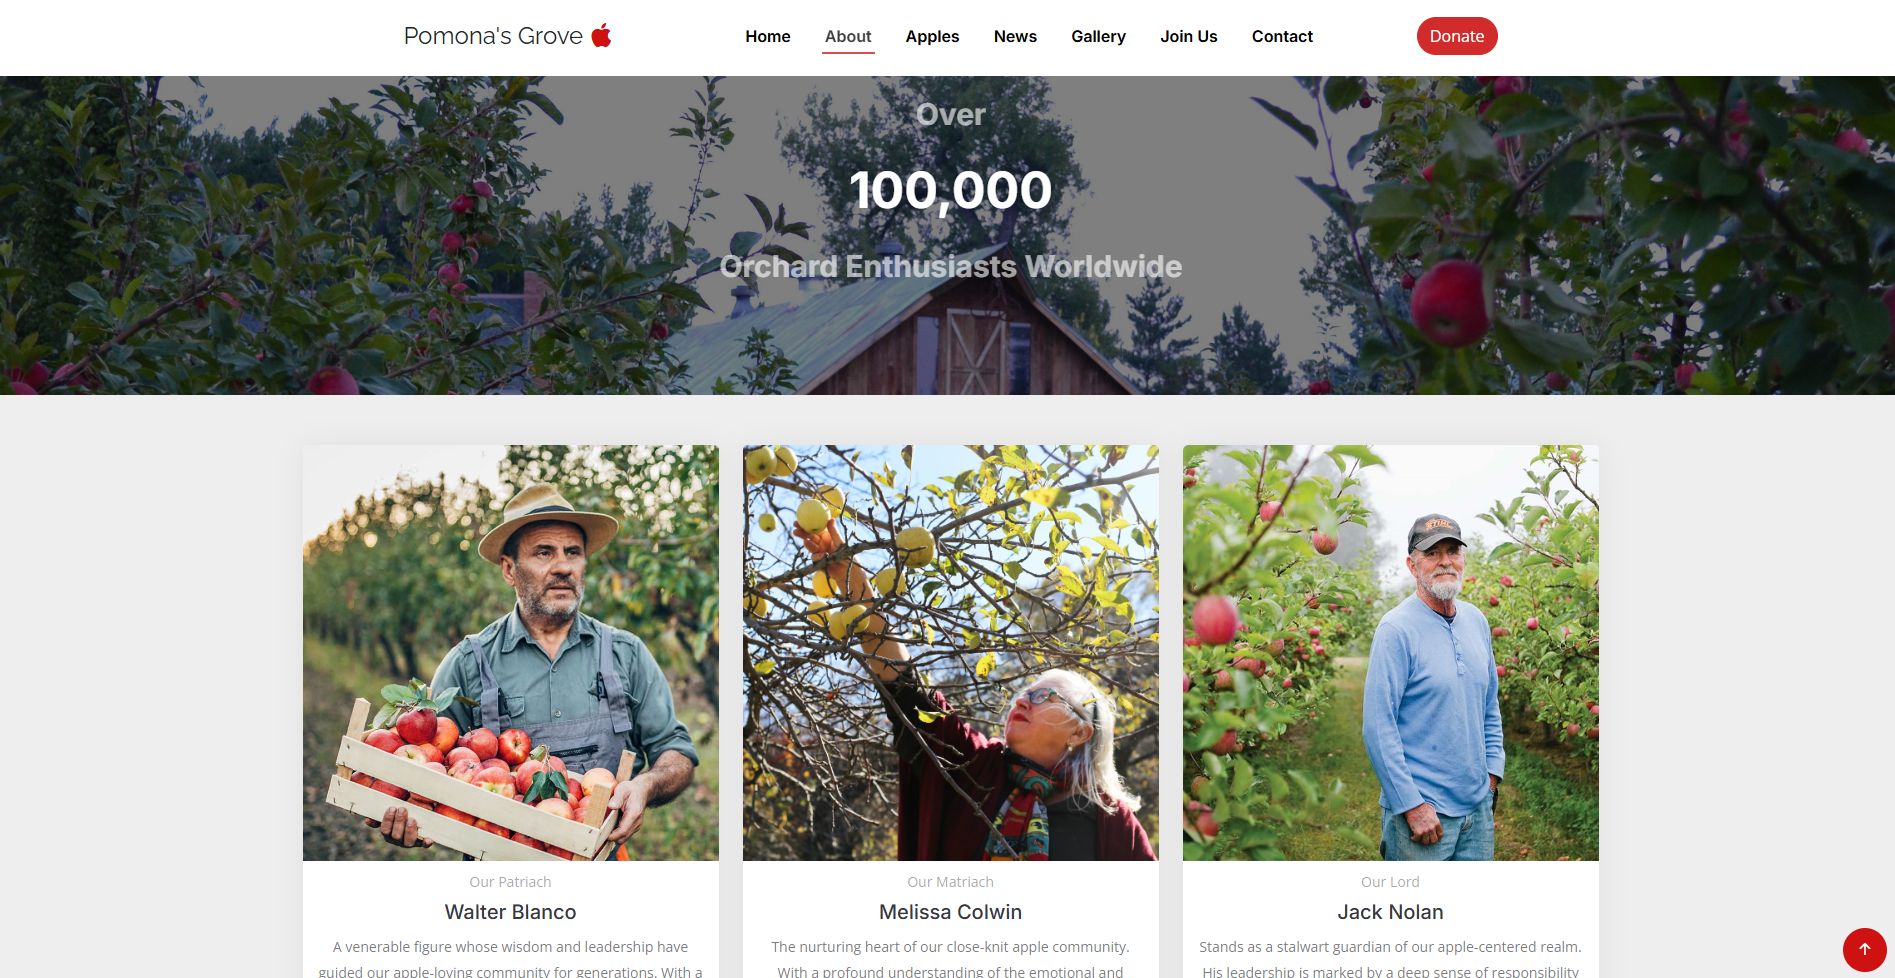 Pomona's Grove
Home About Apples News Gallery Join Us Contact
Donate
Over
100,000
Orchard Enthusiasts Worldwide
STIHL
Our Patriach
Walter Blanco
A venerable figure whose wisdom and leadership have
guided our apple-loving community for generations. With a
Our Matriach
Melissa Colwin
The nurturing heart of our close-knit apple community.
With a profound understanding of the emotional and
Our Lord
Jack Nolan
Stands as a stalwart guardian of our apple-centered realm.
His leadership is marked by a deep sense of responsibility